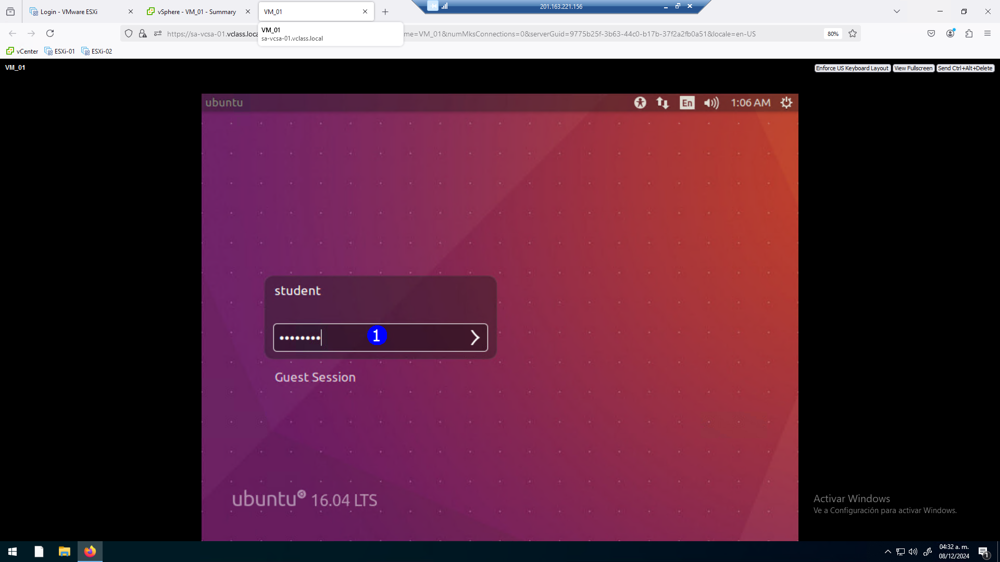 Login - VMware ESXi
vSphere - VM_01 - Summary
VM_01
201.163.221.156
VM_01
sa-vcsa-01.vclass.local
https://sa-vcsa-01.vclass.loca
me=VM_01&numMksConnections=0&serverGuid=9775b25f-3b63-44c0-b17b-37f2a2fb0a51&locale=en-US
80%
vCenter
ESXi-01
ESXi-02
VM_01
Enforce US Keyboard Layout
View Fullscreen
Send Ctrl+Alt+Delete
ubuntu
En
1:06 AM
student
••••••••
1
Guest Session
ubuntu 16.04 LTS
Activar Windows
Ve a Configuración para activar Windows.
04:32 a. m.
08/12/2024
1